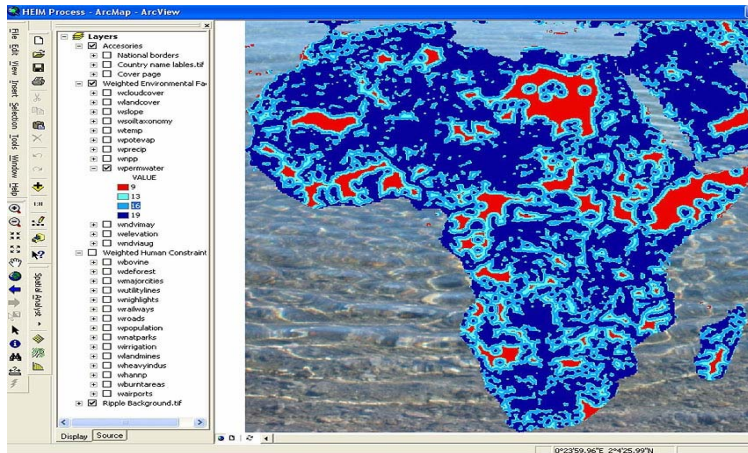 HEIM Process - ArcMap - ArcView
File Edit View Insert Selection Tools Window Help
1:1
Spatial Analyst
Layers
Accesories
National borders
Country name lables.tif
Cover page
Weighted Environmental Fa
wcloudcover
wlandcover
wslope
wsoiltaxonomy
wtemp
wpotevap
wprecip
wnpp
wpermwater
VALUE
9
13
16
19
wndvimay
welevation
wndviaug
Weighted Human Constraint
wbovine
wdeforest
wmajorcities
wutilitylines
wnighlights
wrailways
wroads
wpopulation
wnatparks
wirrigation
wlandmines
wheavyindus
whannp
wburntareas
wairports
Ripple Background.tif
Display Source
0°23'59.96"E 2°4'25.99"N